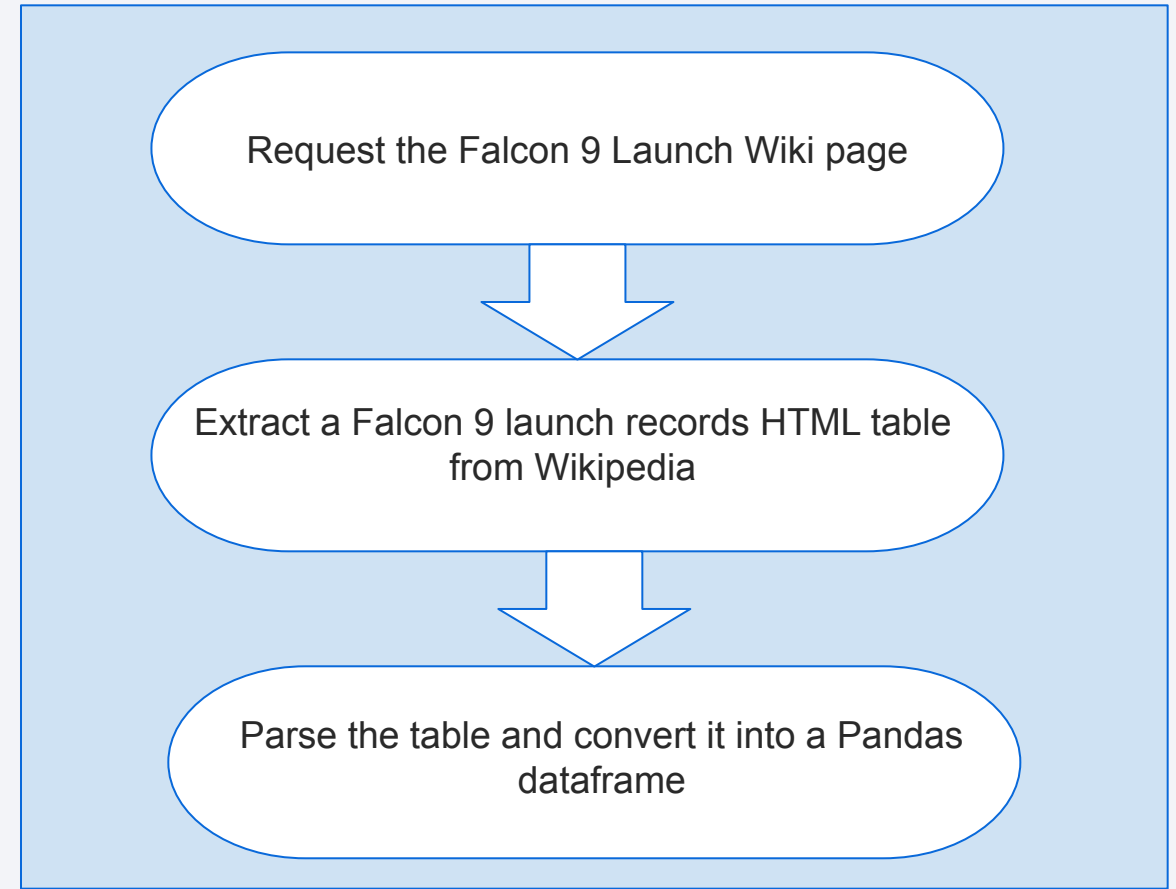 Request the Falcon 9 Launch Wiki page
Extract a Falcon 9 launch records HTML table
from Wikipedia
Parse the table and convert it into a Pandas
dataframe